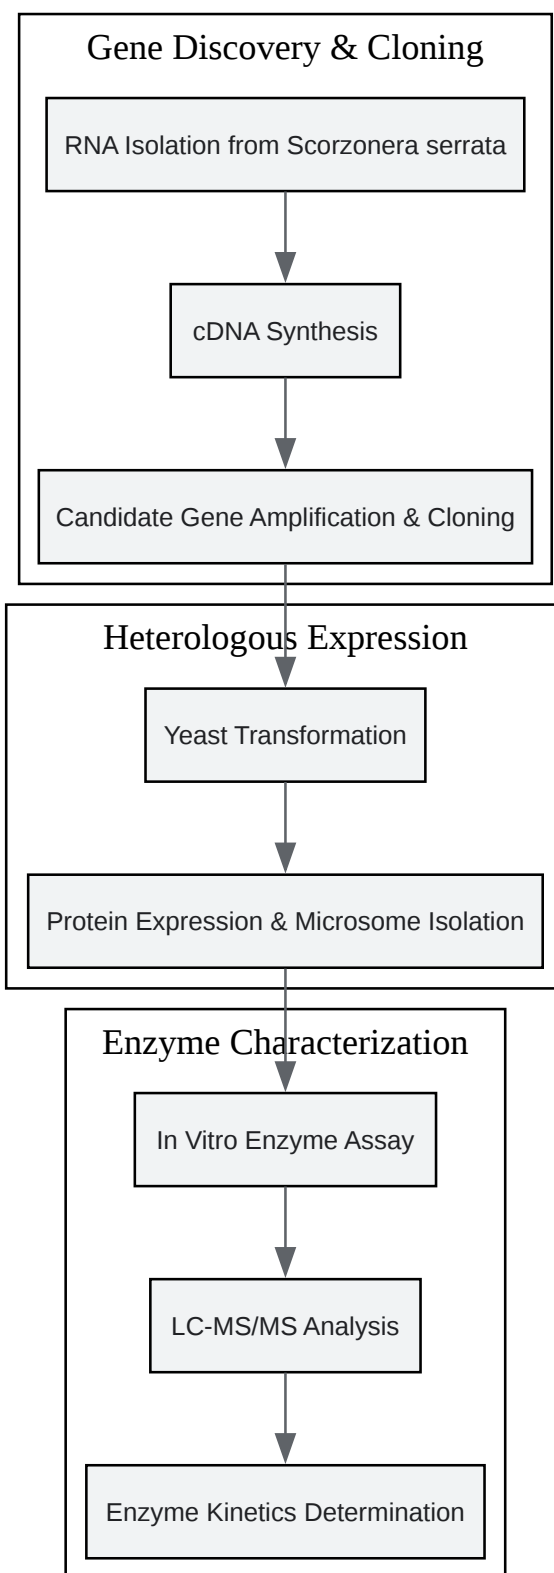 Gene Discovery & Cloning
RNA Isolation from Scorzonera serrata
cDNA Synthesis
Candidate Gene Amplification & Cloning
Heterologous Expression
Yeast Transformation
Protein Expression & Microsome Isolation
Enzyme Characterization
In Vitro Enzyme Assay
LC-MS/MS Analysis
Enzyme Kinetics Determination